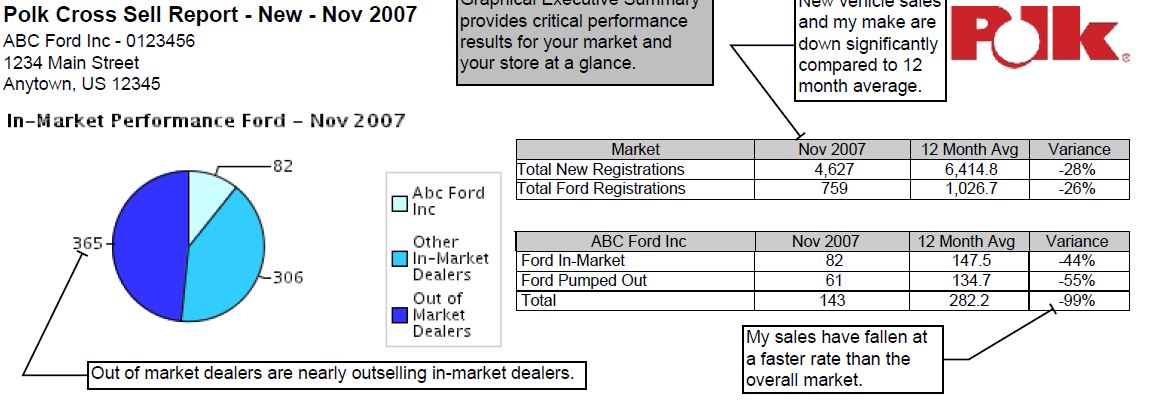 Polk Cross Sell Report - New - Nov 2007
ABC Ford Inc - 0123456
1234 Main Street
Anytown, US 12345
Graphical Executive Summary
provides critical performance
results for your market and
your store at a glance.
New vehicle sales
and my make are
down significantly
compared to 12
month average.
Polk®
In-Market Performance Ford - Nov 2007
82
365
306
Abc Ford
Inc
Other
In-Market
Dealers
Out of
Market
Dealers
Market Nov 2007 12 Month Avg Variance
Total New Registrations 4,627 6,414.8 -28%
Total Ford Registrations 759 1,026.7 -26%
ABC Ford Inc Nov 2007 12 Month Avg Variance
Ford In-Market 82 147.5 -44%
Ford Pumped Out 61 134.7 -55%
Total 143 282.2 -99%
My sales have fallen at
a faster rate than the
overall market.
Out of market dealers are nearly outselling in-market dealers.